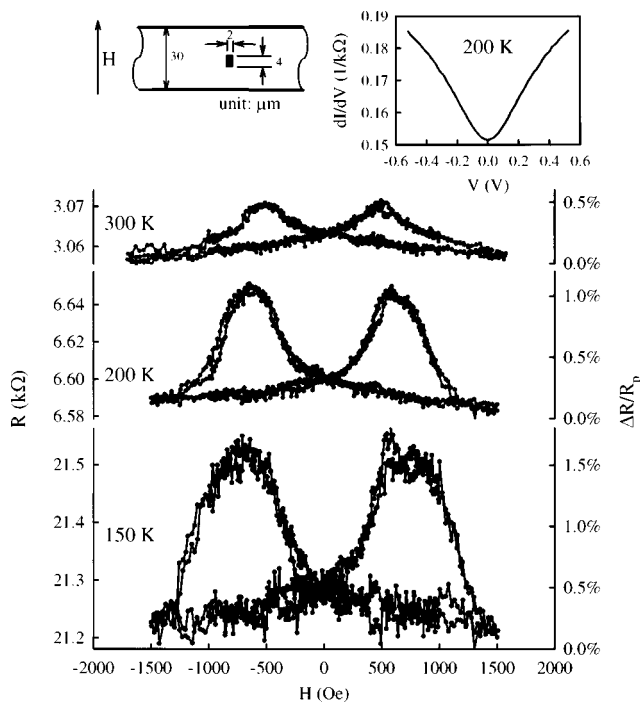 H
30
2
4
unit: μm
200 K
dI/dV (1/kΩ)
0.19
0.18
0.17
0.16
0.15
-0.6 -0.4 -0.2 0.0 0.2 0.4 0.6
V (V)
300 K
3.07
3.06
0.5%
0.0%
200 K
6.64
6.60
6.58
1.0%
0.5%
0.0%
150 K
21.5
21.4
21.3
21.2
1.5%
1.0%
0.5%
0.0%
R (kΩ)
ΔR/Rp
-2000 -1500 -1000 -500 0 500 1000 1500 2000
H (Oe)